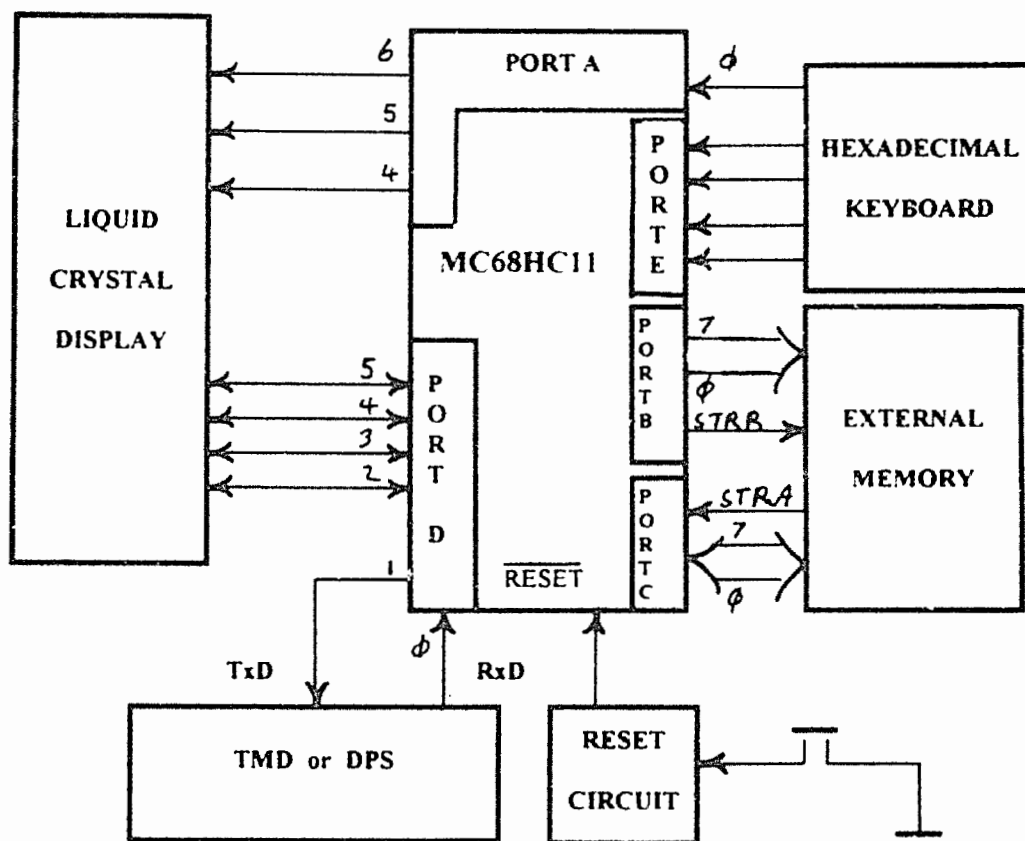 6
PORT A
ϕ
5
4
LIQUID
CRYSTAL
DISPLAY
MC68HC11
P
O
R
T
E
HEXADECIMAL
KEYBOARD
5
4
3
2
1
P
O
R
T
D
P
O
R
T
B
7
ϕ
STRB
EXTERNAL
MEMORY
P
O
R
T
C
STRA
7
ϕ
RESET
TxD
ϕ
RxD
TMD or DPS
RESET
CIRCUIT